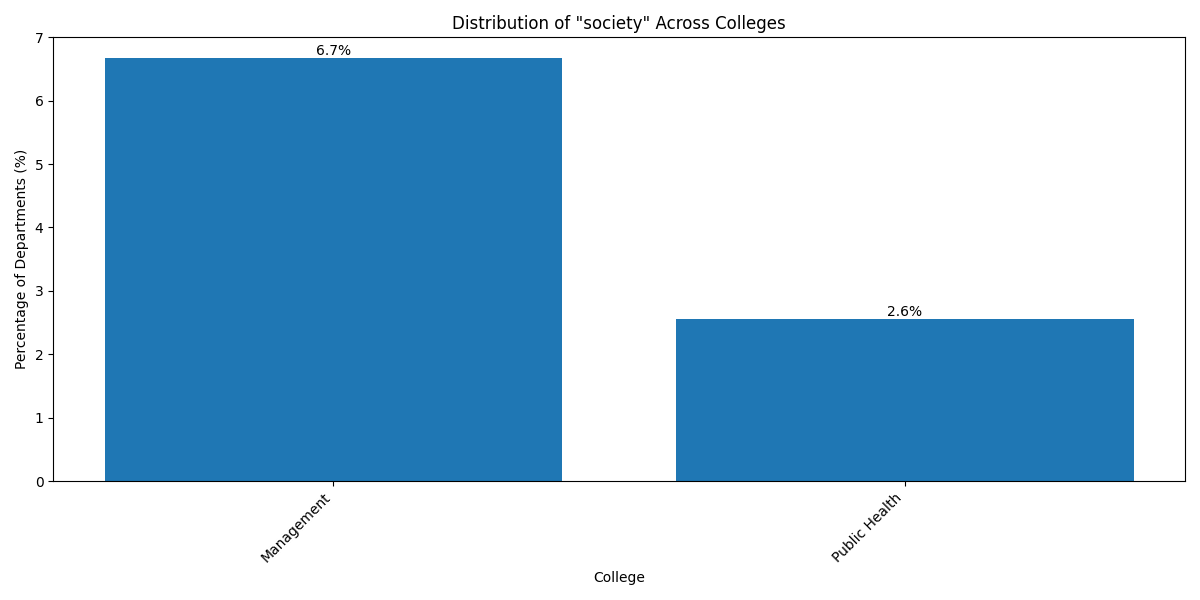 Distribution of "society" Across Colleges
Percentage of Departments (%)
7
6
5
4
3
2
1
0
6.7%
2.6%
Management
Public Health
College